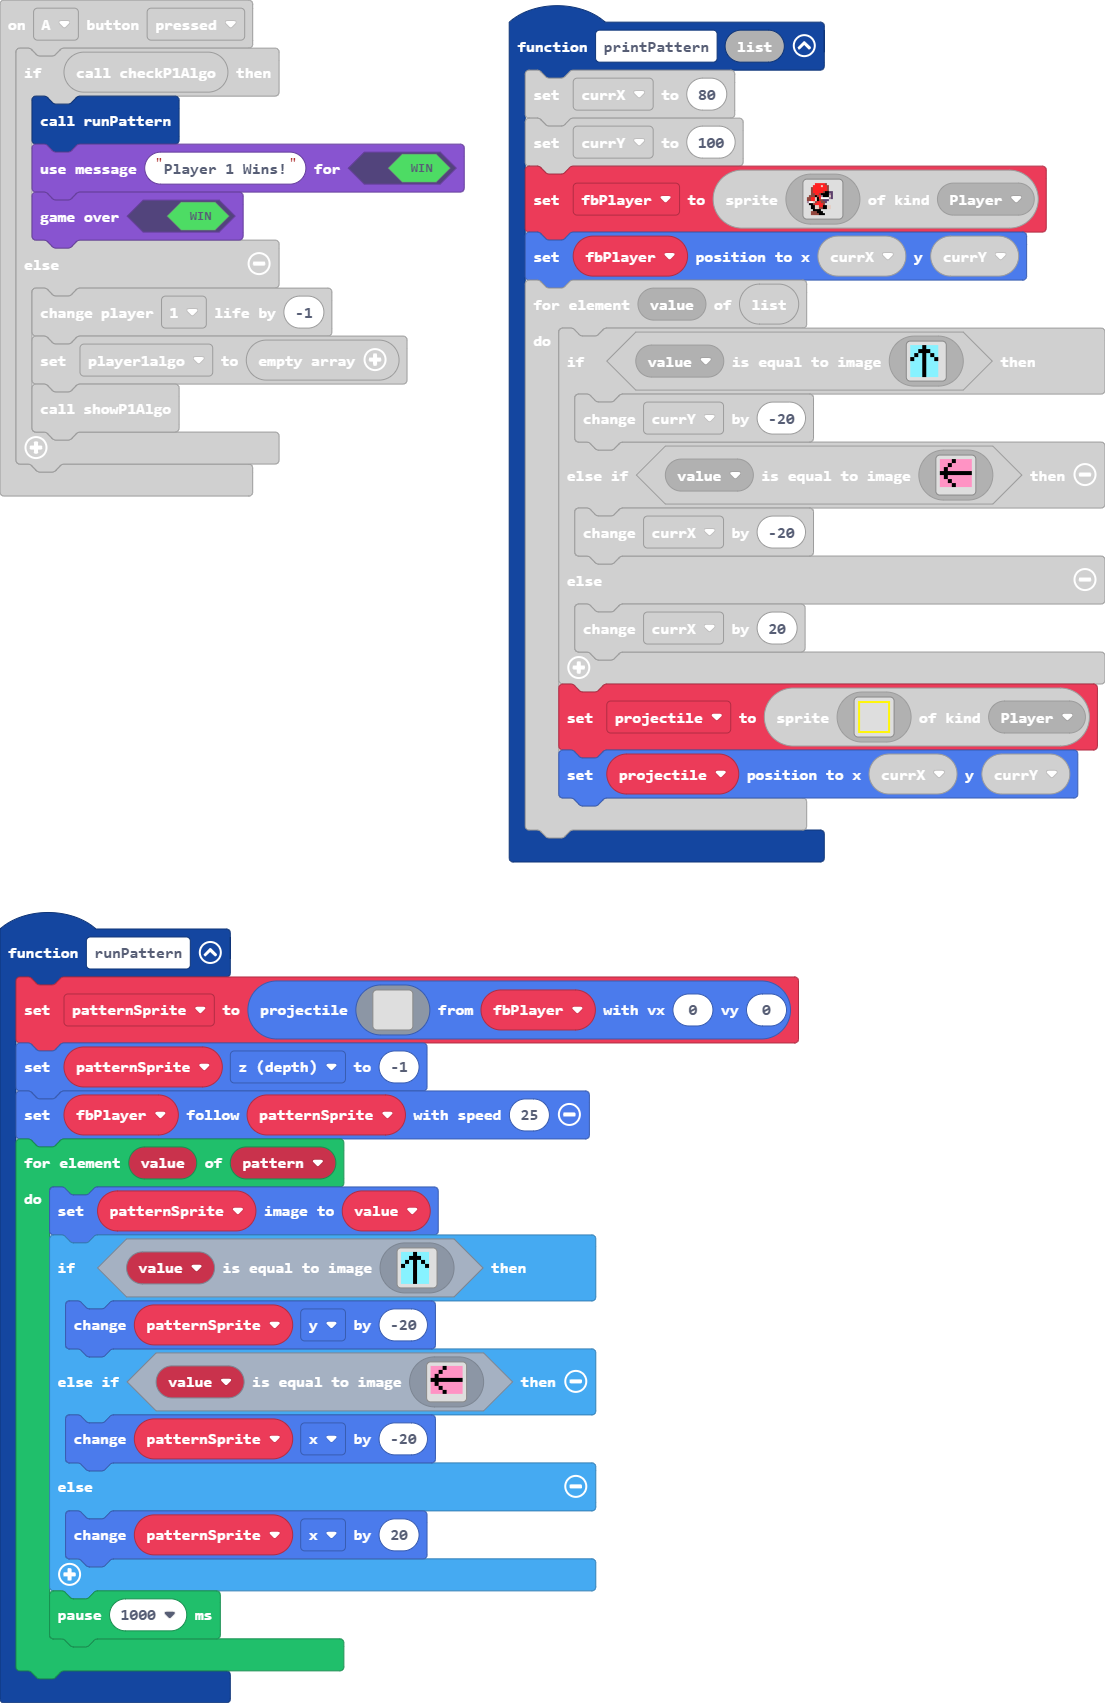 on A button pressed
if call checkP1Algo then
call runPattern
use message "Player 1 Wins!" for WIN
game over WIN
else
change player 1 life by -1
set player1algo to empty array
call showP1Algo
function printPattern list
set currX to 80
set currY to 100
set fbPlayer to sprite of kind Player
set fbPlayer position to x currX y currY
for element value of list
do
if value is equal to image then
change currY by -20
else if value is equal to image then
change currX by -20
else
change currX by 20
set projectile to sprite of kind Player
set projectile position to x currX y currY
function runPattern
set patternSprite to projectile from fbPlayer with vx 0 vy 0
set patternSprite z (depth) to -1
set fbPlayer follow patternSprite with speed 25
for element value of pattern
do
set patternSprite image to value
if value is equal to image then
change patternSprite y by -20
else if value is equal to image then
change patternSprite x by -20
else
change patternSprite x by 20
pause 1000 ms